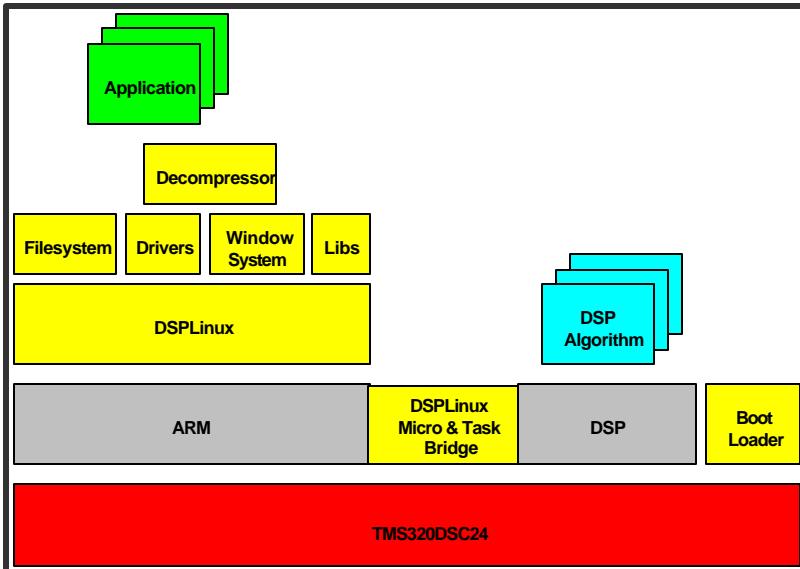 Application
Decompressor
Filesystem
Drivers
Window
System
Libs
DSPLinux
DSP
Algorithm
ARM
DSPLinux
Micro & Task
Bridge
DSP
Boot
Loader
TMS320DSC24